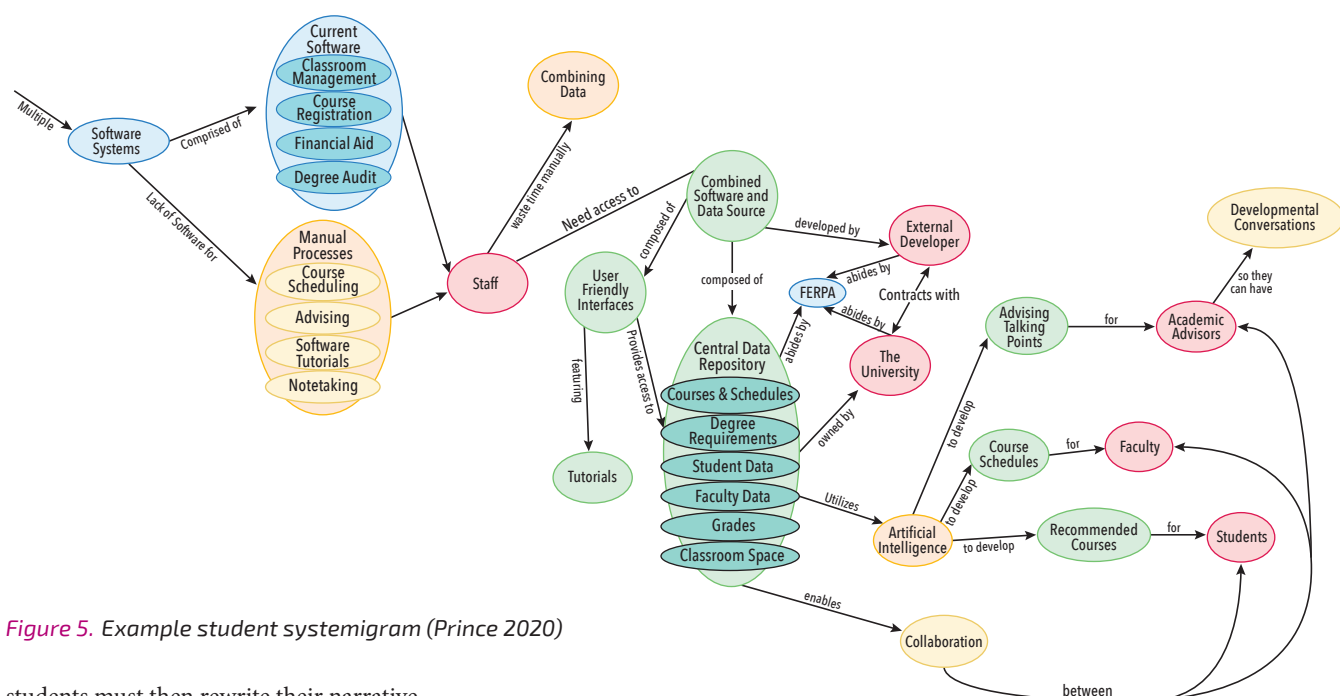 Multiple
Software
Systems
Comprised of
Lack of Software for
Current
Software
Classroom
Management
Course
Registration
Financial Aid
Degree Audit
Manual
Processes
Course
Scheduling
Advising
Software
Tutorials
Notetaking
Staff
waste time manually
Combining
Data
Need access to
Combined
Software and
Data Source
composed of
User
Friendly
Interfaces
featuring
Tutorials
Provides access to
composed of
developed by
External
Developer
abides by
FERPA
Contracts with
abides by
The
University
abides by
owned by
Central Data
Repository
Courses & Schedules
Degree
Requirements
Student Data
Faculty Data
Grades
Classroom Space
Utilizes
Artificial
Intelligence
to develop
Advising
Talking
Points
for
Academic
Advisors
so they
can have
Developmental
Conversations
to develop
Course
Schedules
for
Faculty
to develop
Recommended
Courses
for
Students
enables
Collaboration
between
Figure 5. Example student systemigram (Prince 2020)
students must then rewrite their narrative